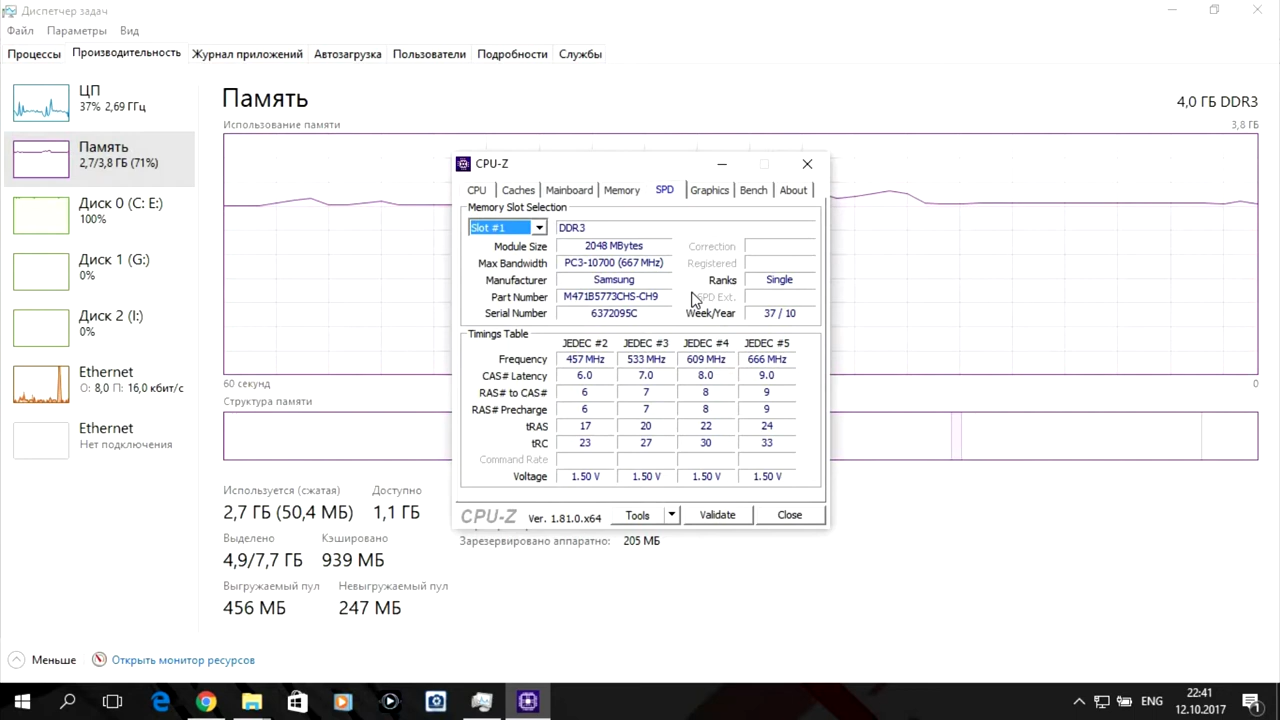 Диспетчер задач
Файл Параметры Вид
Процессы Производительность Журнал приложений Автозагрузка Пользователи Подробности Службы
ЦП
37% 2,69 ГГц
Память
2,7/3,8 ГБ (71%)
Диск 0 (C: E:)
100%
Диск 1 (G:)
0%
Диск 2 (I:)
0%
Ethernet
О: 8,0 П: 16,0 кбит/с
Ethernet
Нет подключения
Память
4,0 ГБ DDR3
Использование памяти
3,8 ГБ
60 секунд
0
Структура памяти
Используется (сжатая) Доступно
2,7 ГБ (50,4 МБ) 1,1 ГБ
Выделено Кэшировано
4,9/7,7 ГБ 939 МБ
Выгружаемый пул Невыгружаемый пул
456 МБ 247 МБ
Зарезервировано аппаратно: 205 МБ
CPU-Z
CPU Caches Mainboard Memory SPD Graphics Bench About
Memory Slot Selection
Slot #1 DDR3
Module Size 2048 MBytes Correction
Max Bandwidth PC3-10700 (667 MHz) Registered
Manufacturer Samsung Ranks Single
Part Number M471B5773CHS-CH9 SPD Ext.
Serial Number 6372095C Week/Year 37 / 10
Timings Table
JEDEC #2 JEDEC #3 JEDEC #4 JEDEC #5
Frequency 457 MHz 533 MHz 609 MHz 666 MHz
CAS# Latency 6.0 7.0 8.0 9.0
RAS# to CAS# 6 7 8 9
RAS# Precharge 6 7 8 9
tRAS 17 20 22 24
tRC 23 27 30 33
Command Rate
Voltage 1.50 V 1.50 V 1.50 V 1.50 V
CPU-Z Ver. 1.81.0.x64 Tools Validate Close
Меньше Открыть монитор ресурсов
ENG
22:41
12.10.2017
1